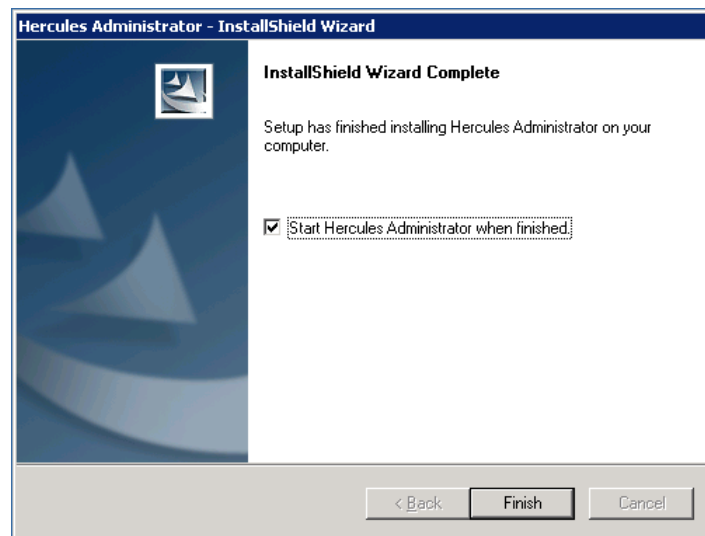 Hercules Administrator - InstallShield Wizard
InstallShield Wizard Complete
Setup has finished installing Hercules Administrator on your
computer.
Start Hercules Administrator when finished.
< Back Finish Cancel